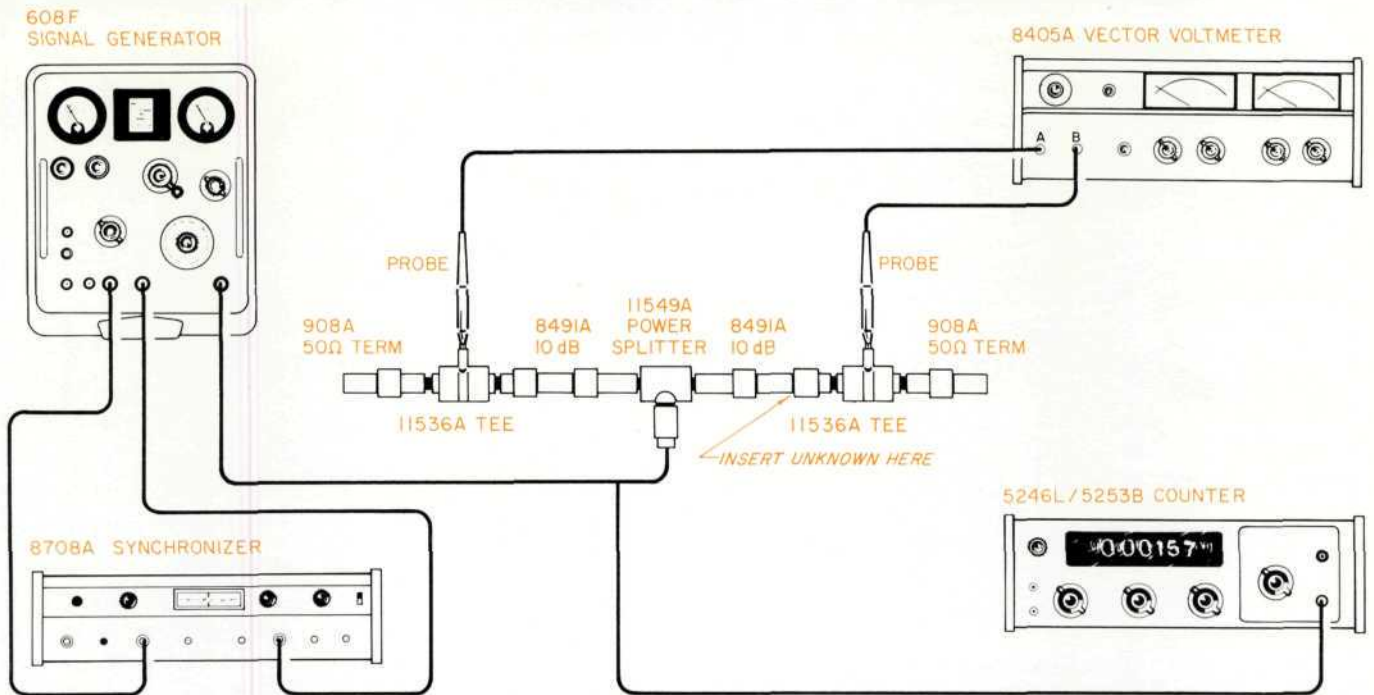 608F
SIGNAL GENERATOR
8405A VECTOR VOLTMETER
A
B
PROBE
PROBE
908A
50Ω TERM
8491A
10 dB
11549A
POWER
SPLITTER
8491A
10 dB
908A
50Ω TERM
11536A TEE
11536A TEE
INSERT UNKNOWN HERE
8708A SYNCHRONIZER
5246L/5253B COUNTER
000157